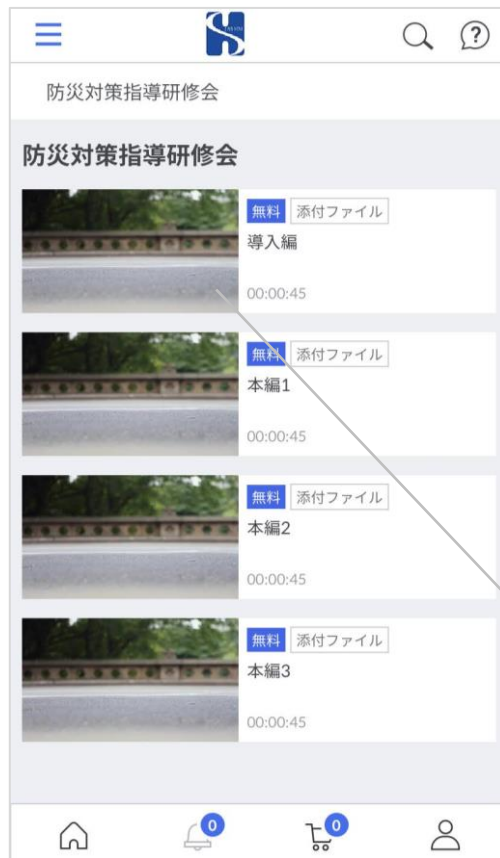 防災対策指導研修会
防災対策指導研修会
無料 添付ファイル
導入編
00:00:45
無料 添付ファイル
本編1
00:00:45
無料 添付ファイル
本編2
00:00:45
無料 添付ファイル
本編3
00:00:45
0
0